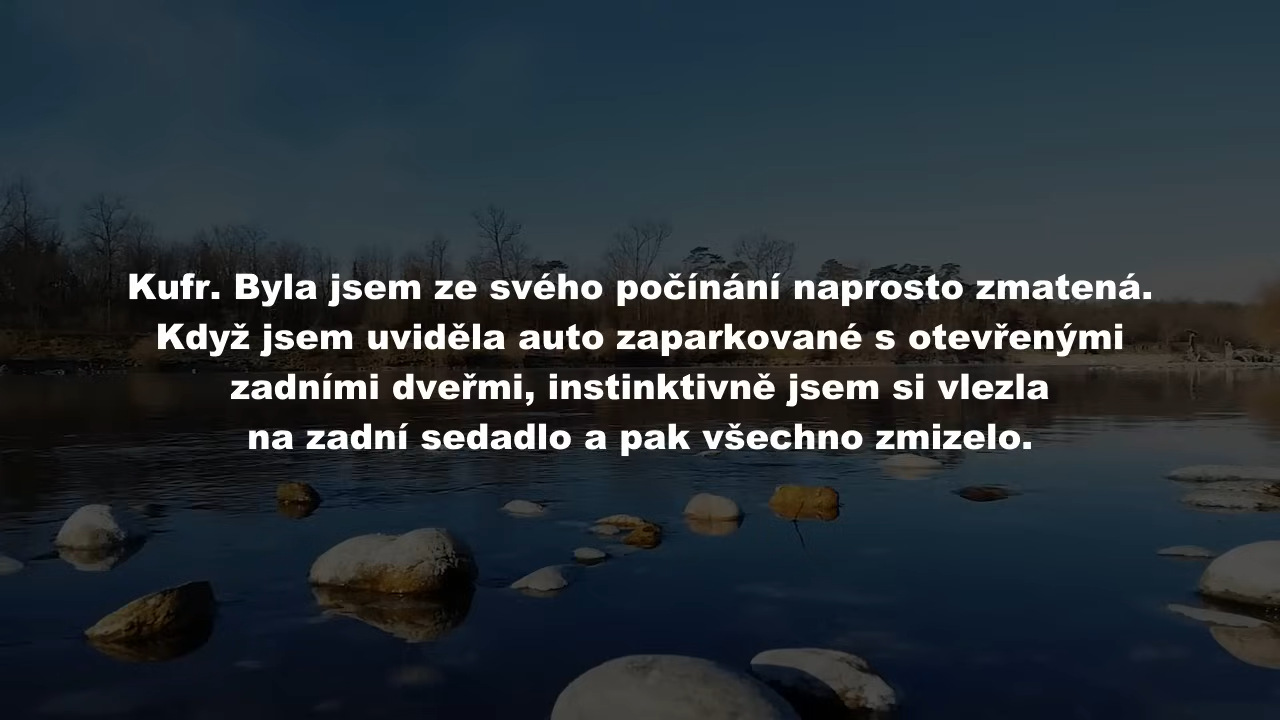 Kufr. Byla jsem ze svého počínání naprosto zmatená.
Když jsem uviděla auto zaparkované s otevřenými
zadními dveřmi, instinktivně jsem si vlezla
na zadní sedadlo a pak všechno zmizelo.